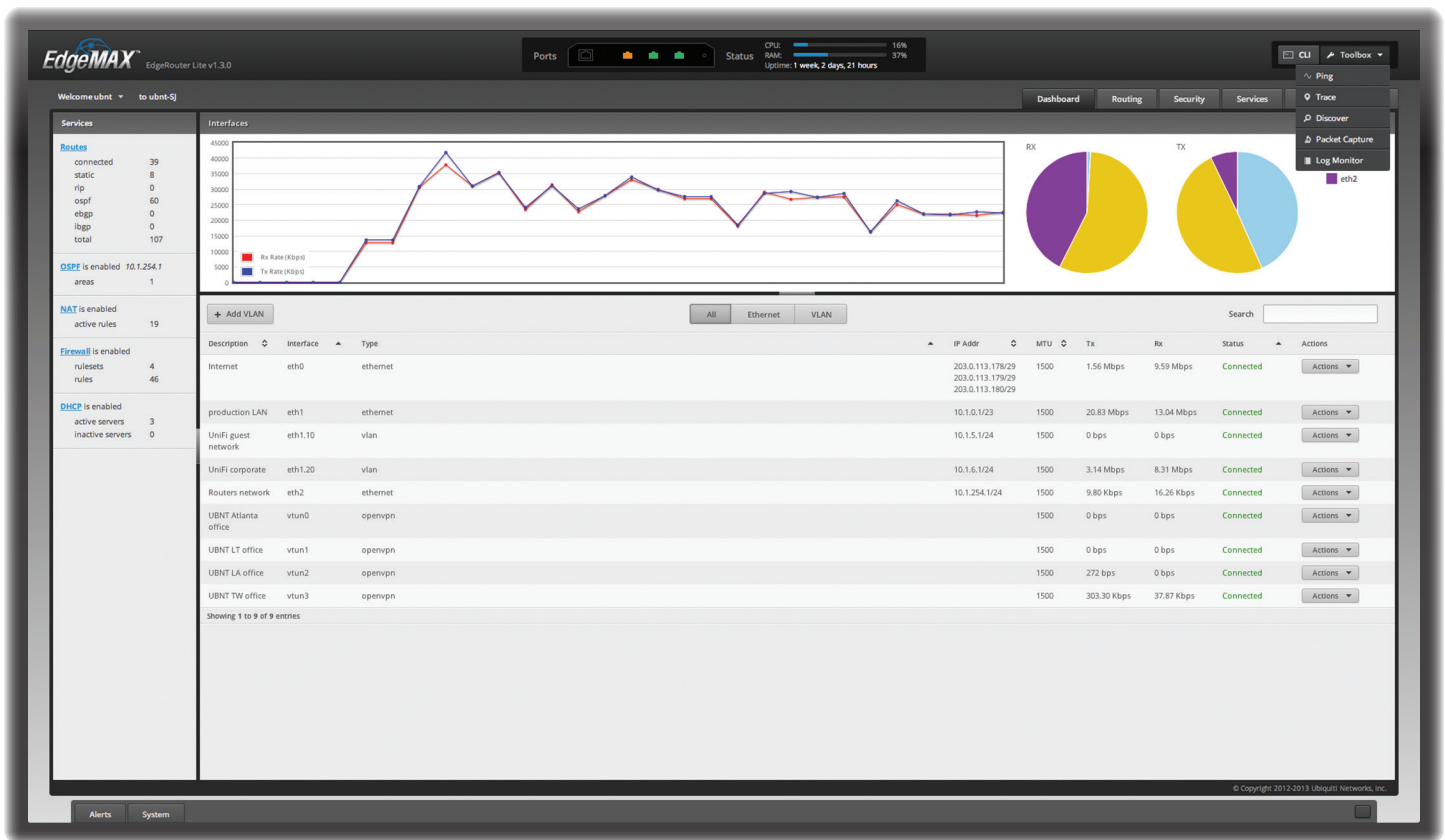 EdgeMAX™ EdgeRouter Lite v1.3.0
Ports
Status
CPU: 16%
RAM: 37%
Uptime: 1 week, 2 days, 21 hours
CLI
Toolbox
Ping
Trace
Discover
Packet Capture
Log Monitor
Welcome ubnt to ubnt-SJ
Dashboard Routing Security Services
Services
Routes
connected 39
static 8
rip 0
ospf 60
ebgp 0
ibgp 0
total 107
OSPF is enabled 10.1.254.1
areas 1
NAT is enabled
active rules 19
Firewall is enabled
rulesets 4
rules 46
DHCP is enabled
active servers 3
inactive servers 0
Interfaces
45000
40000
35000
30000
25000
20000
15000
10000
5000
0
Rx Rate (Kbps)
Tx Rate (Kbps)
RX
TX
eth2
+ Add VLAN
All Ethernet VLAN
Search
Description Interface Type IP Addr MTU Tx Rx Status Actions
Internet eth0 ethernet 203.0.113.178/29 1500 1.56 Mbps 9.59 Mbps Connected Actions
203.0.113.179/29
203.0.113.180/29
production LAN eth1 ethernet 10.1.0.1/23 1500 20.83 Mbps 13.04 Mbps Connected Actions
UniFi guest eth1.10 vlan 10.1.5.1/24 1500 0 bps 0 bps Connected Actions
network
UniFi corporate eth1.20 vlan 10.1.6.1/24 1500 3.14 Mbps 8.31 Mbps Connected Actions
Routers network eth2 ethernet 10.1.254.1/24 1500 9.80 Kbps 16.26 Kbps Connected Actions
UBNT Atlanta vtun0 openvpn 1500 0 bps 0 bps Connected Actions
office
UBNT LT office vtun1 openvpn 1500 0 bps 0 bps Connected Actions
UBNT LA office vtun2 openvpn 1500 272 bps 0 bps Connected Actions
UBNT TW office vtun3 openvpn 1500 303.30 Kbps 37.87 Kbps Connected Actions
Showing 1 to 9 of 9 entries
© Copyright 2012-2013 Ubiquiti Networks, Inc.
Alerts System